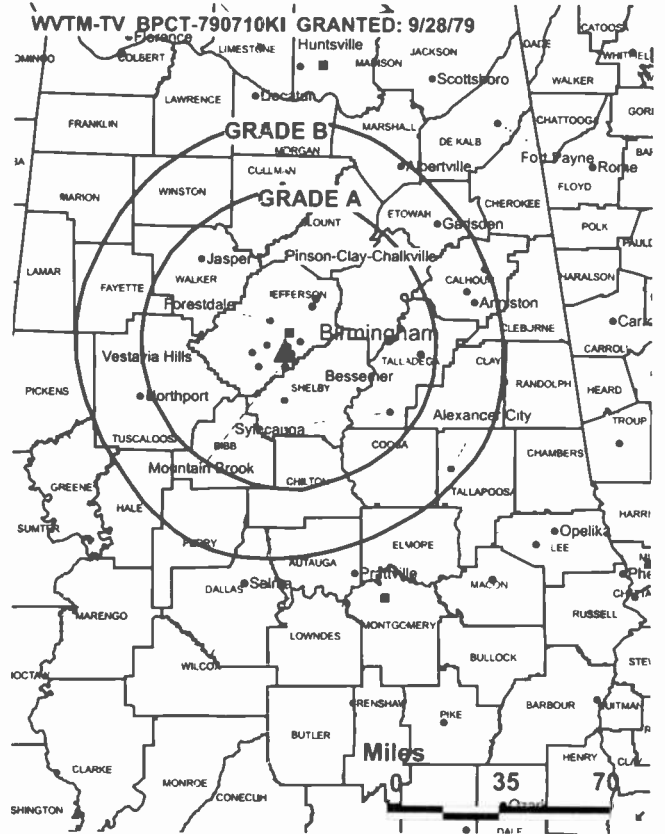 WVTM-TV BPCT-790710KI GRANTED: 9/28/79
Florence
LIMESTONE
Huntsville
JACKSON
DADE
CATOOSA
COLBERT
MADISON
Scottsboro
WALKER
LAWRENCE
Decatur
FRANKLIN
MARSHALL
CHATTOOGA
GRADE B
DE KALB
MORGAN
Albertville
Fort Payne
Rome
CULLMAN
FLOYD
MARION
WINSTON
GRADE A
CHEROKEE
ETOWAH
BLOUNT
Gadsden
POLK
Jasper
Pinson-Clay-Chalkville
LAMAR
WALKER
CALHOUN
HARALSON
FAYETTE
JEFFERSON
Forestdale
Anniston
Birmingham
CLEBURNE
CARROLL
Vestavia Hills
TALLADEGA
CLAY
Bessemer
RANDOLPH
HEARD
PICKENS
SHELBY
Northport
Alexancer City
TROUP
Sylacauga
TUSCALOOS
BIBB
COOSA
CHAMBERS
Mountain Brook
CHILTON
GREENE
TALLAPOOSA
HALE
SUMTER
Opelika
PERRY
ELMORE
LEE
AUTAUGA
Prattville
DALLAS
Selma
MACON
MARENGO
RUSSELL
MONTGOMERY
LOWNDES
BULLOCK
WILCOX
CRENSHAW
PIKE
BARBOUR
BUTLER
Miles
HENRY
CLARKE
MONROE
CONECUH
0 35 70
Ozark
DALE